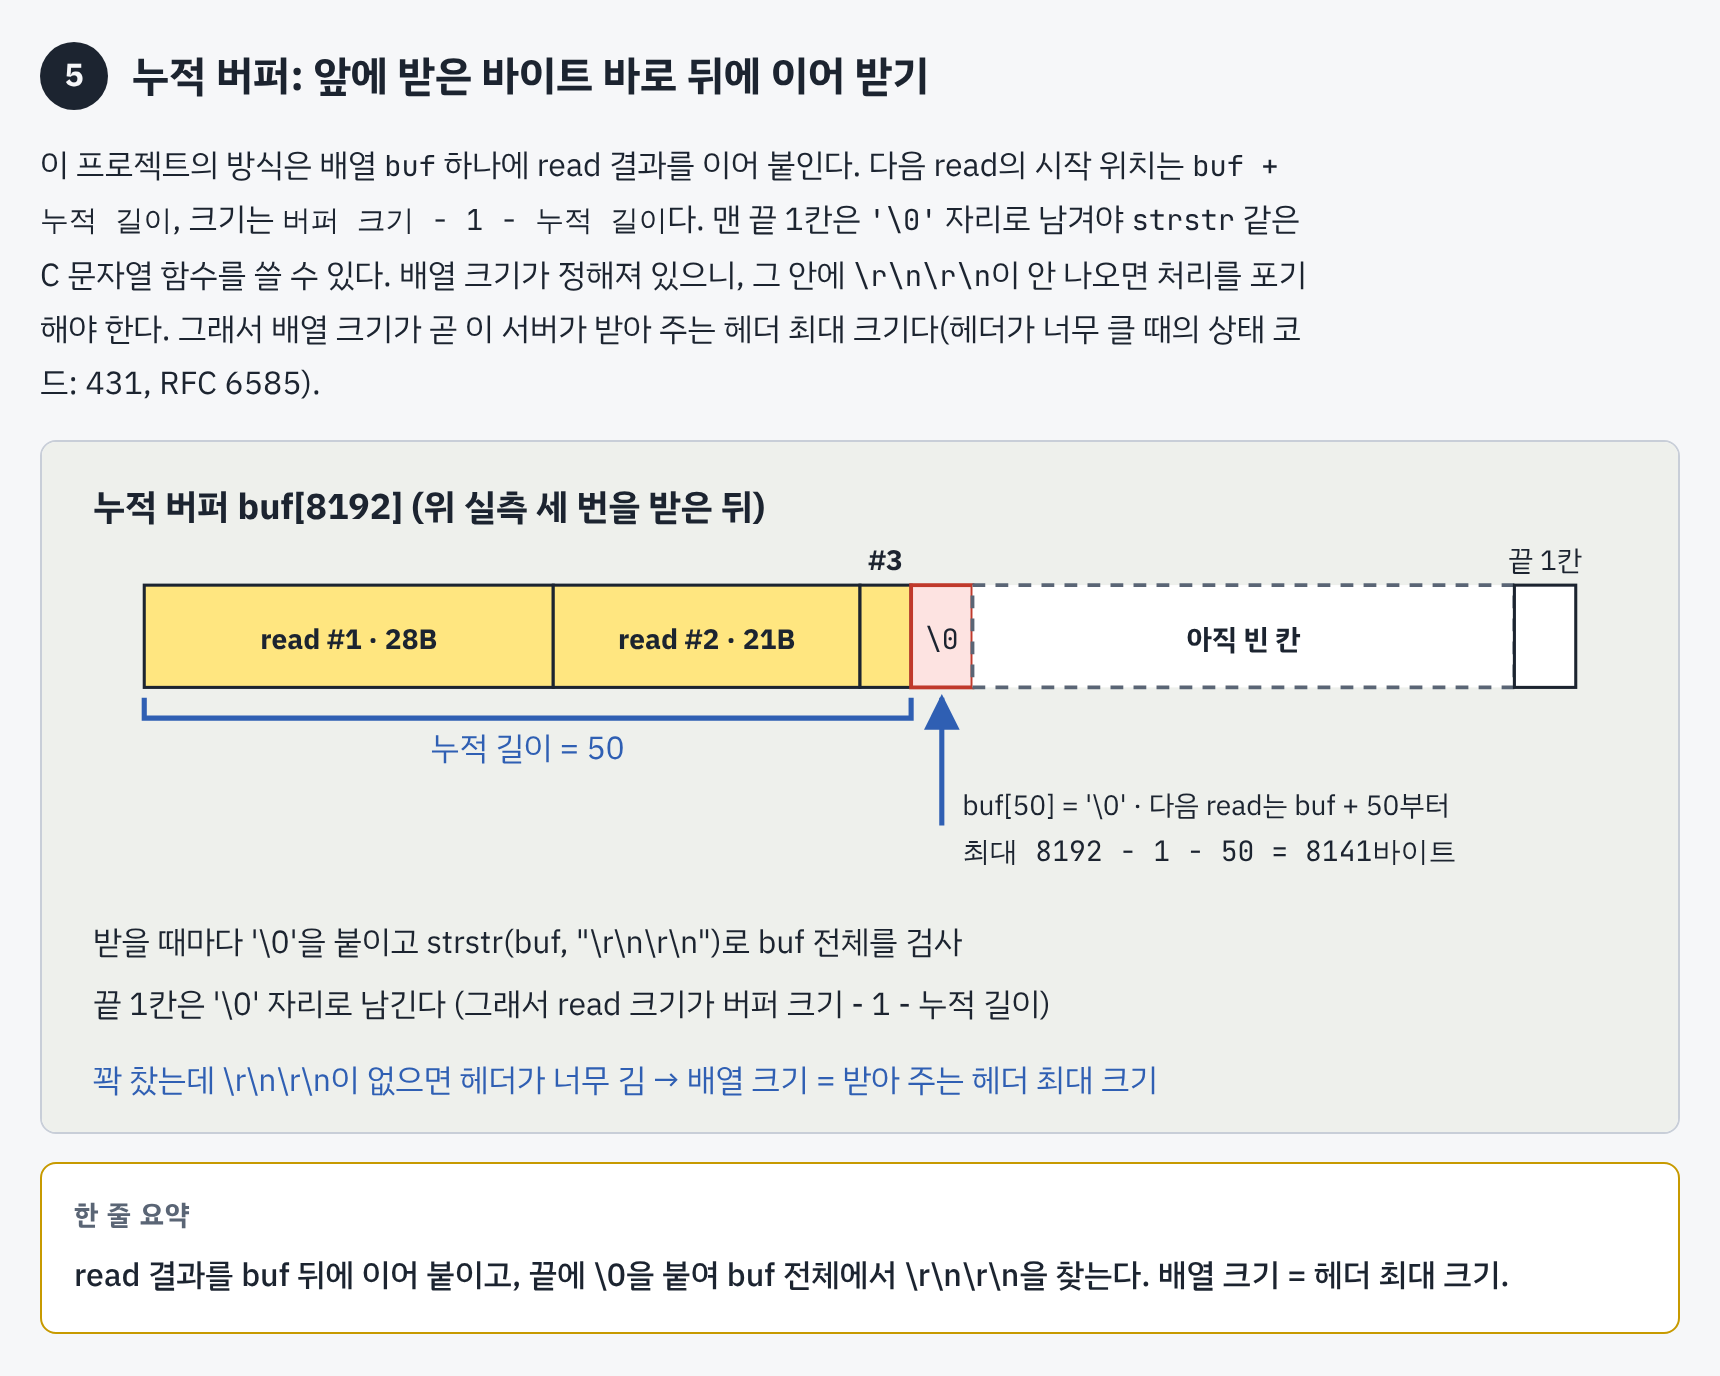 5
누적 버퍼: 앞에 받은 바이트 바로 뒤에 이어 받기
이 프로젝트의 방식은 배열 buf 하나에 read 결과를 이어 붙인다. 다음 read의 시작 위치는 buf +
누적 길이, 크기는 버퍼 크기 - 1 - 누적 길이다. 맨 끝 1칸은 '\0' 자리로 남겨야 strstr 같은
C 문자열 함수를 쓸 수 있다. 배열 크기가 정해져 있으니, 그 안에 \r\n\r\n이 안 나오면 처리를 포기
해야 한다. 그래서 배열 크기가 곧 이 서버가 받아 주는 헤더 최대 크기다(헤더가 너무 클 때의 상태 코
드: 431, RFC 6585).
누적 버퍼 buf[8192] (위 실측 세 번을 받은 뒤)
#3
끝 1칸
read #1 · 28B
read #2 · 21B
\0
아직 빈 칸
누적 길이 = 50
buf[50] = '\0' · 다음 read는 buf + 50부터
최대 8192 - 1 - 50 = 8141바이트
받을 때마다 '\0'을 붙이고 strstr(buf, "\r\n\r\n")로 buf 전체를 검사
끝 1칸은 '\0' 자리로 남긴다 (그래서 read 크기가 버퍼 크기 - 1 - 누적 길이)
꽉 찼는데 \r\n\r\n이 없으면 헤더가 너무 김 → 배열 크기 = 받아 주는 헤더 최대 크기
한 줄 요약
read 결과를 buf 뒤에 이어 붙이고, 끝에 \0을 붙여 buf 전체에서 \r\n\r\n을 찾는다. 배열 크기 = 헤더 최대 크기.